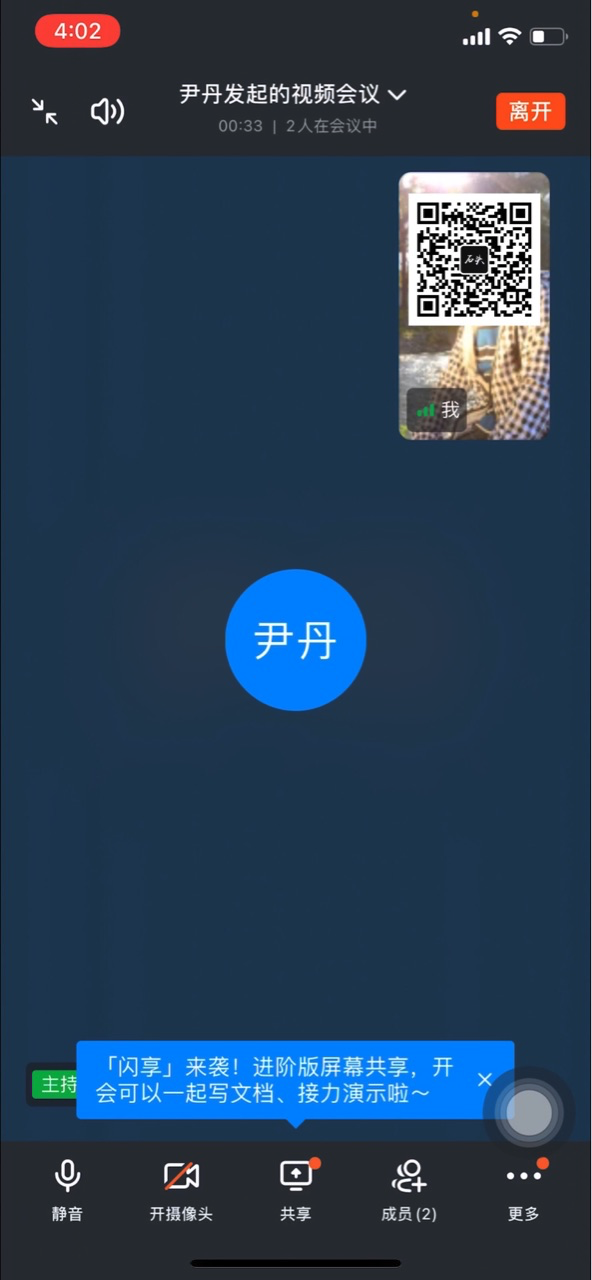 4:02
尹丹发起的视频会议
离开
00:33 | 2人在会议中
石头
我
尹丹
「闪享」来袭！进阶版屏幕共享，开
会可以一起写文档、接力演示啦～
主持
静音
开摄像头
共享
成员(2)
更多